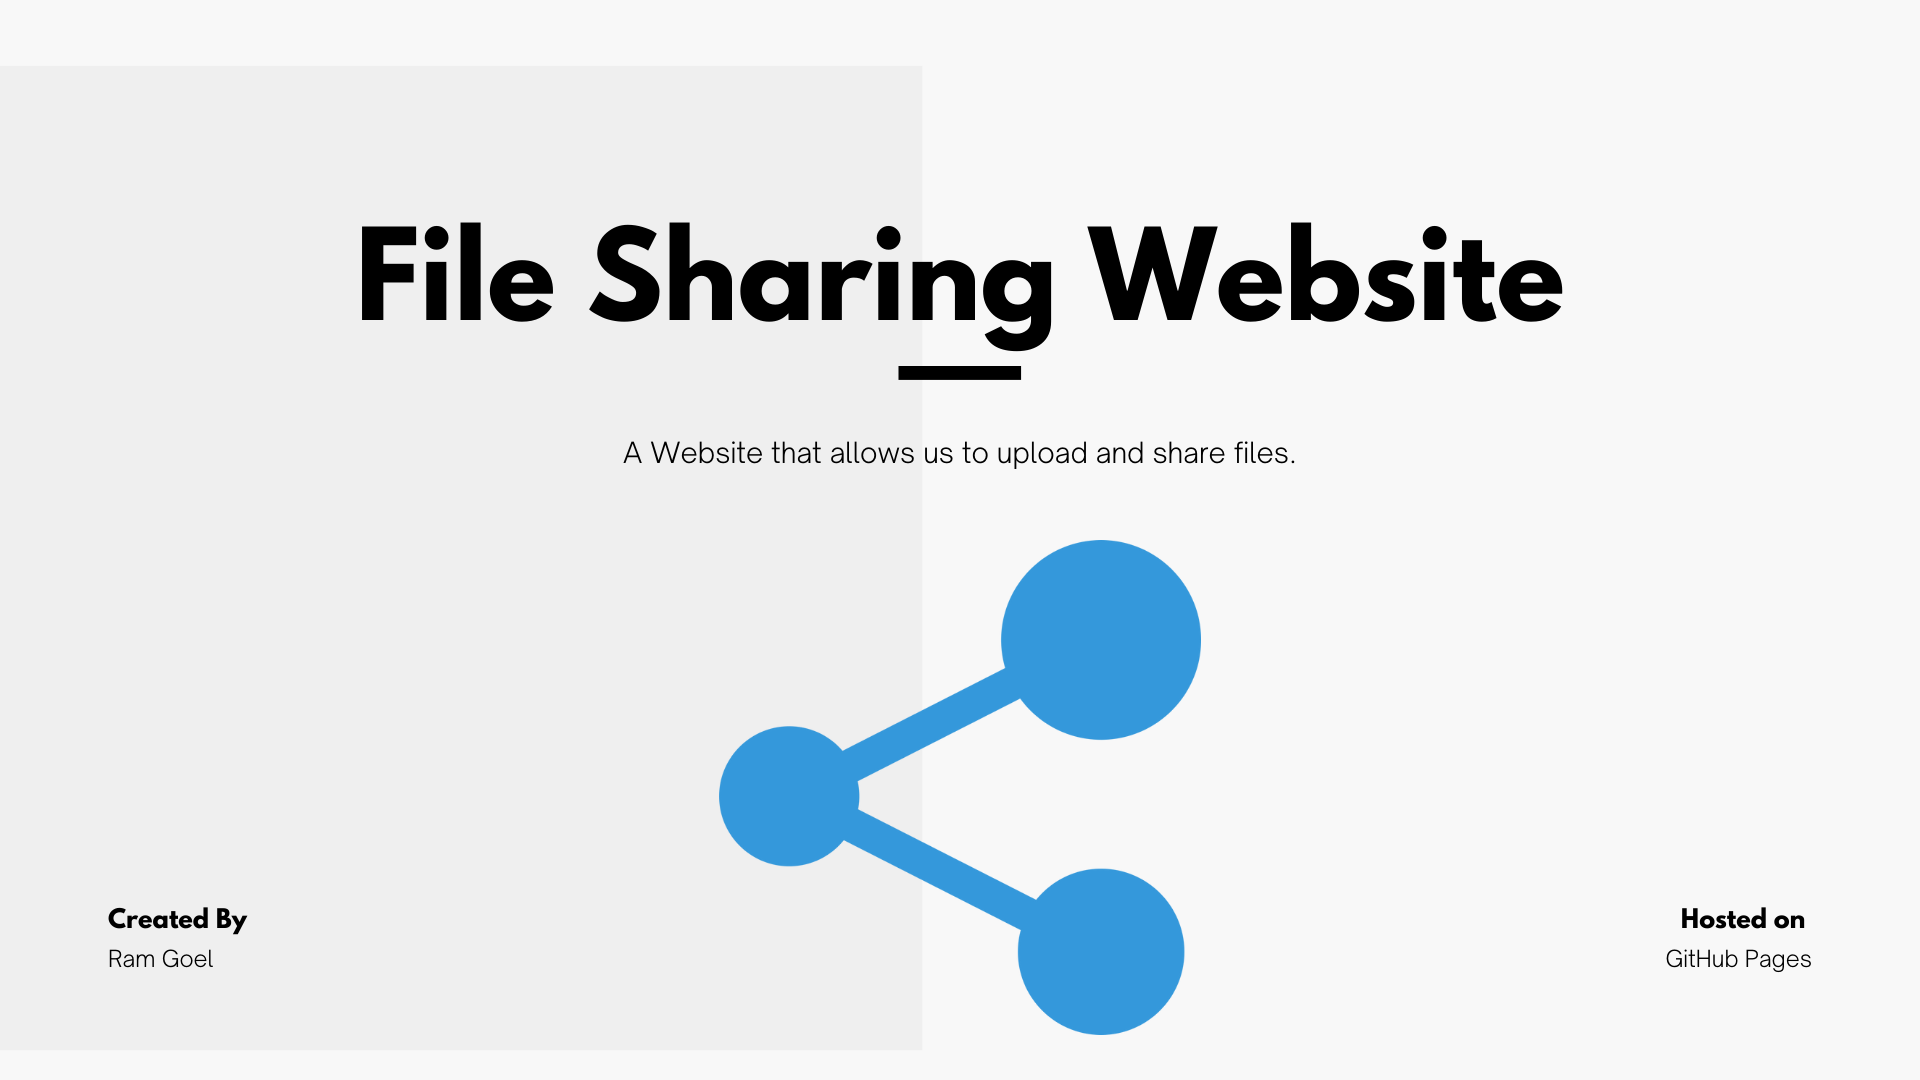 File Sharing Website
A Website that allows us to upload and share files.
Created By
Ram Goel
Hosted on
GitHub Pages